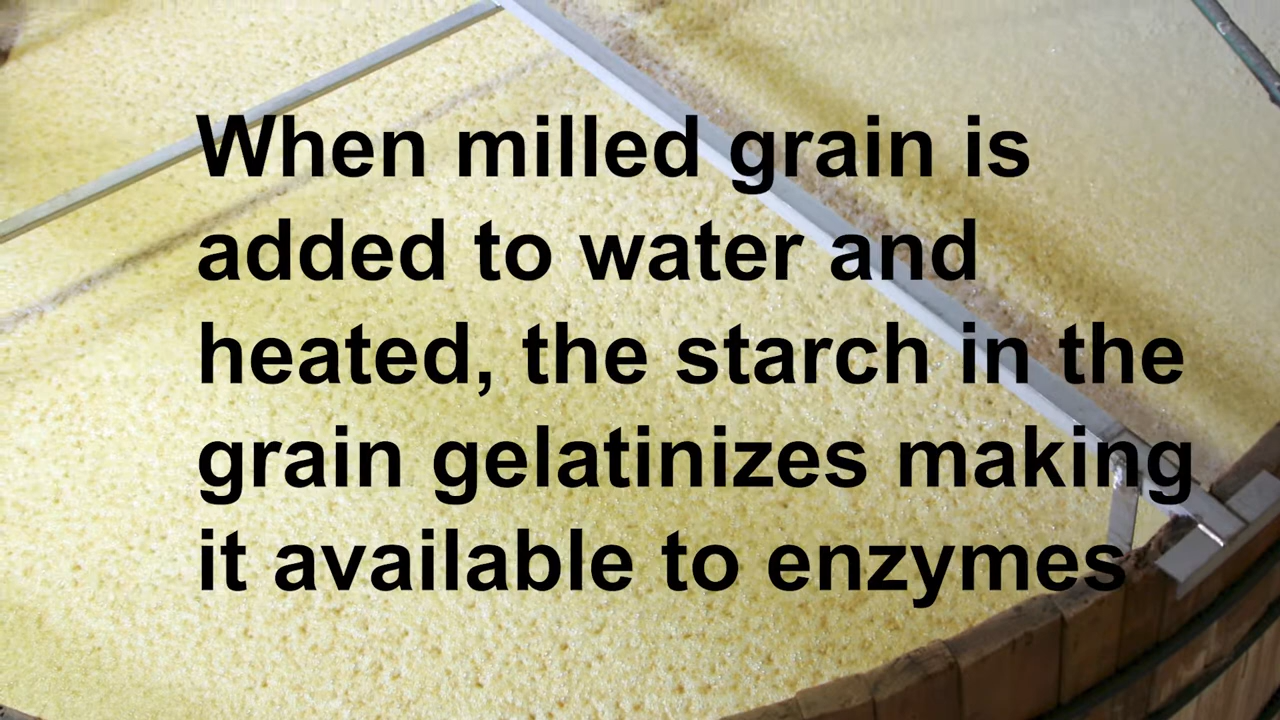 When milled grain is
added to water and
heated, the starch in the
grain gelatinizes making
it available to enzymes